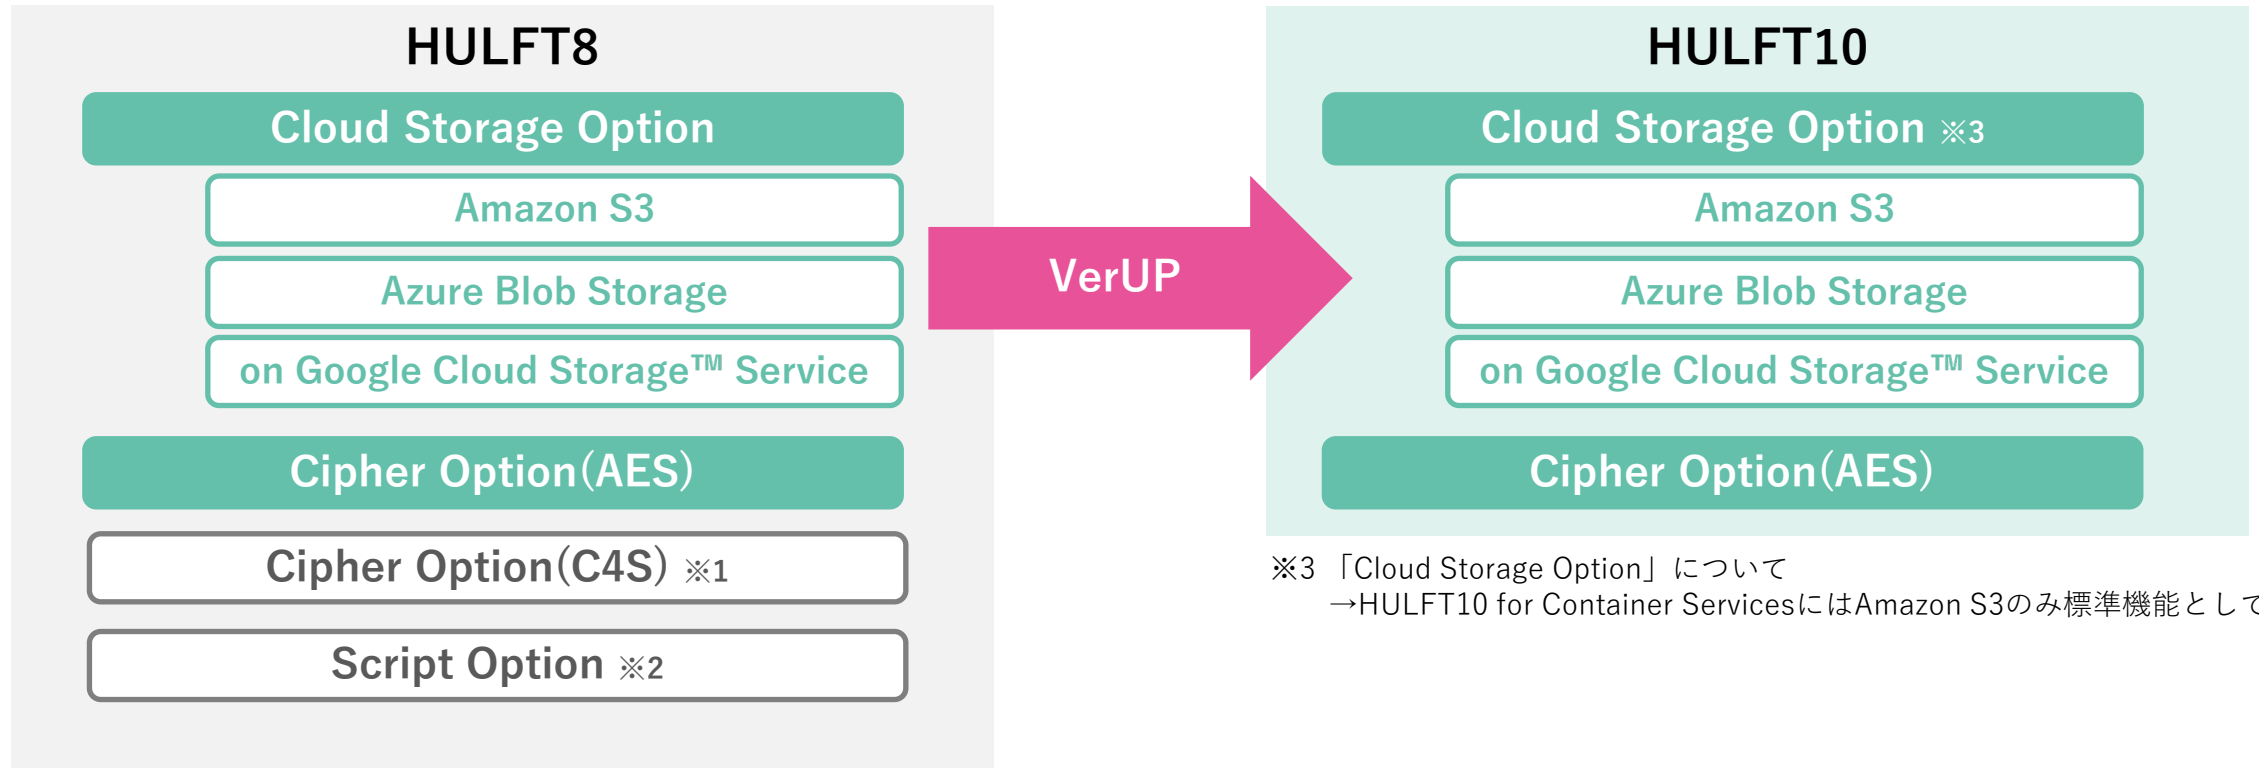 HULFT8
Cloud Storage Option
Amazon S3
Azure Blob Storage
on Google Cloud Storage™ Service
Cipher Option(AES)
Cipher Option(C4S) ※1
Script Option ※2
VerUP
HULFT10
Cloud Storage Option ※3
Amazon S3
Azure Blob Storage
on Google Cloud Storage™ Service
Cipher Option(AES)
※3 「Cloud Storage Option」について
→HULFT10 for Container ServicesにはAmazon S3のみ標準機能として